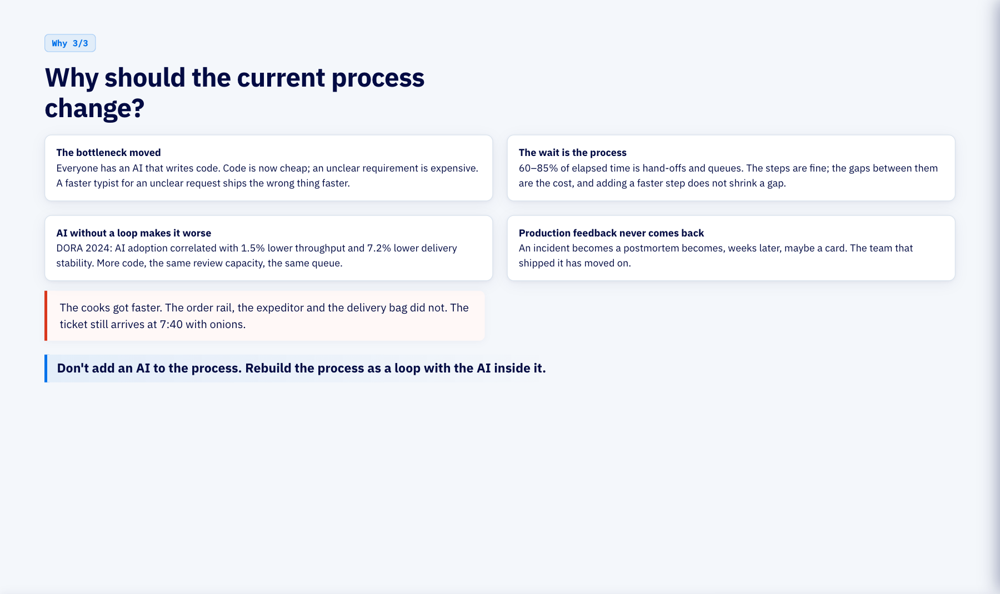 Why 3/3
Why should the current process
change?
The bottleneck moved
Everyone has an AI that writes code. Code is now cheap; an unclear requirement is expensive.
A faster typist for an unclear request ships the wrong thing faster.
The wait is the process
60–85% of elapsed time is hand-offs and queues. The steps are fine; the gaps between them
are the cost, and adding a faster step does not shrink a gap.
AI without a loop makes it worse
DORA 2024: AI adoption correlated with 1.5% lower throughput and 7.2% lower delivery
stability. More code, the same review capacity, the same queue.
Production feedback never comes back
An incident becomes a postmortem becomes, weeks later, maybe a card. The team that
shipped it has moved on.
The cooks got faster. The order rail, the expeditor and the delivery bag did not. The
ticket still arrives at 7:40 with onions.
Don't add an AI to the process. Rebuild the process as a loop with the AI inside it.